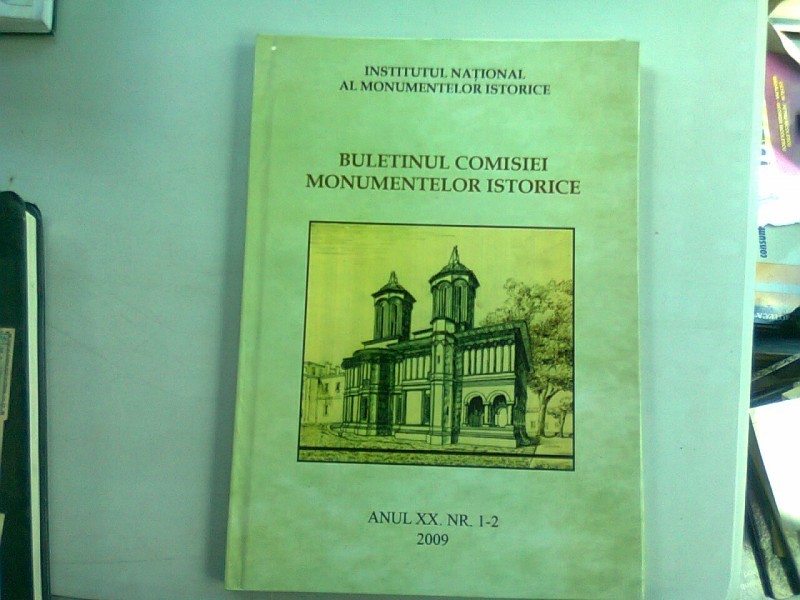 INSTITUTUL NAȚIONAL
AL MONUMENTELOR ISTORICE
BULETINUL COMISIEI
MONUMENTELOR ISTORICE
ANUL XX. NR. 1-2
2009